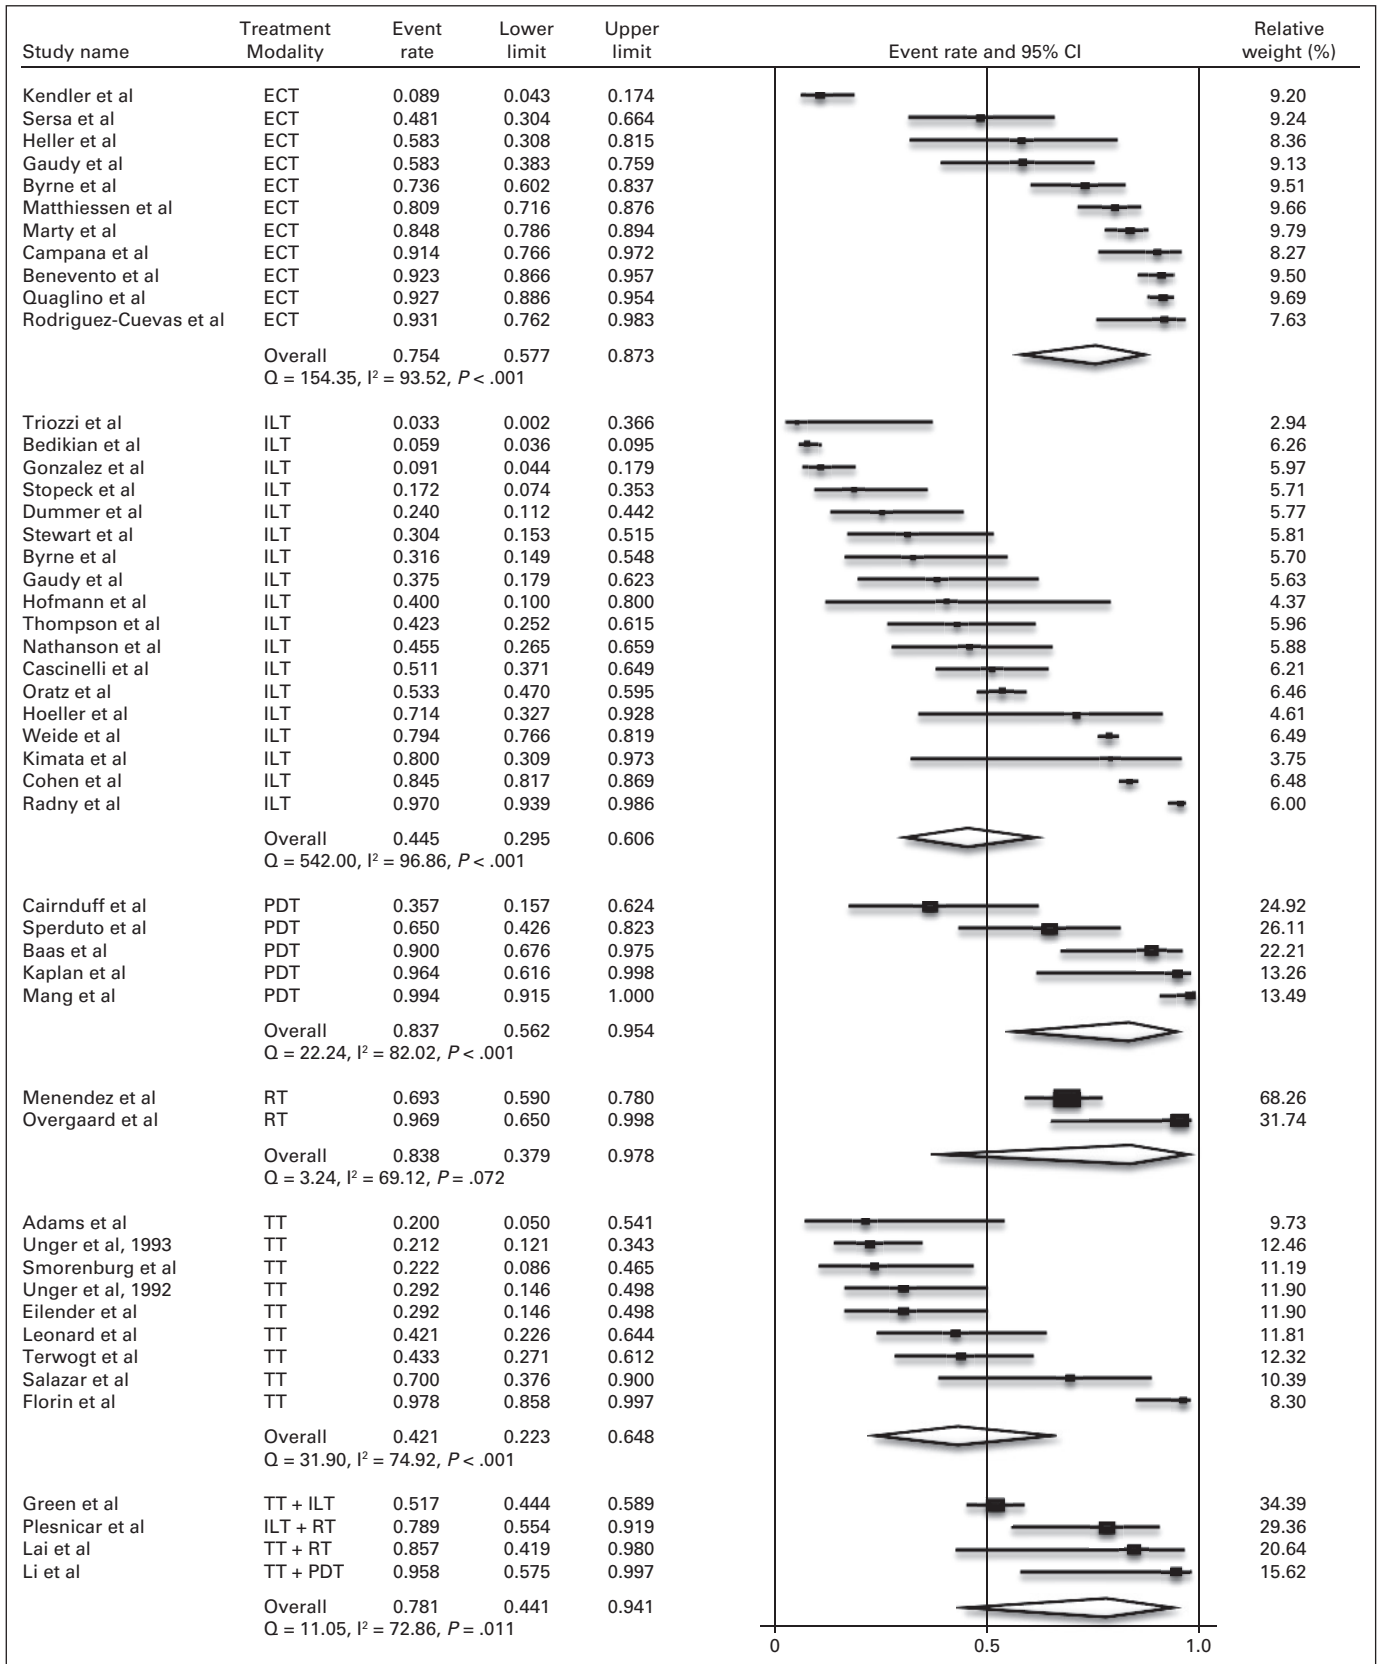 Study name Treatment Modality Event rate Lower limit Upper limit Event rate and 95% CI Relative weight (%)
Kendler et al ECT 0.089 0.043 0.174 9.20
Sersa et al ECT 0.481 0.304 0.664 9.24
Heller et al ECT 0.583 0.308 0.815 8.36
Gaudy et al ECT 0.583 0.383 0.759 9.13
Byrne et al ECT 0.736 0.602 0.837 9.51
Matthiessen et al ECT 0.809 0.716 0.876 9.66
Marty et al ECT 0.848 0.786 0.894 9.79
Campana et al ECT 0.914 0.766 0.972 8.27
Benevento et al ECT 0.923 0.866 0.957 9.50
Quaglino et al ECT 0.927 0.886 0.954 9.69
Rodriguez-Cuevas et al ECT 0.931 0.762 0.983 7.63
Overall 0.754 0.577 0.873
Q = 154.35, I² = 93.52, P < .001
Triozzi et al ILT 0.033 0.002 0.366 2.94
Bedikian et al ILT 0.059 0.036 0.095 6.26
Gonzalez et al ILT 0.091 0.044 0.179 5.97
Stopeck et al ILT 0.172 0.074 0.353 5.71
Dummer et al ILT 0.240 0.112 0.442 5.77
Stewart et al ILT 0.304 0.153 0.515 5.81
Byrne et al ILT 0.316 0.149 0.548 5.70
Gaudy et al ILT 0.375 0.179 0.623 5.63
Hofmann et al ILT 0.400 0.100 0.800 4.37
Thompson et al ILT 0.423 0.252 0.615 5.96
Nathanson et al ILT 0.455 0.265 0.659 5.88
Cascinelli et al ILT 0.511 0.371 0.649 6.21
Oratz et al ILT 0.533 0.470 0.595 6.46
Hoeller et al ILT 0.714 0.327 0.928 4.61
Weide et al ILT 0.794 0.766 0.819 6.49
Kimata et al ILT 0.800 0.309 0.973 3.75
Cohen et al ILT 0.845 0.817 0.869 6.48
Radny et al ILT 0.970 0.939 0.986 6.00
Overall 0.445 0.295 0.606
Q = 542.00, I² = 96.86, P < .001
Cairnduff et al PDT 0.357 0.157 0.624 24.92
Sperduto et al PDT 0.650 0.426 0.823 26.11
Baas et al PDT 0.900 0.676 0.975 22.21
Kaplan et al PDT 0.964 0.616 0.998 13.26
Mang et al PDT 0.994 0.915 1.000 13.49
Overall 0.837 0.562 0.954
Q = 22.24, I² = 82.02, P < .001
Menendez et al RT 0.693 0.590 0.780 68.26
Overgaard et al RT 0.969 0.650 0.998 31.74
Overall 0.838 0.379 0.978
Q = 3.24, I² = 69.12, P = .072
Adams et al TT 0.200 0.050 0.541 9.73
Unger et al, 1993 TT 0.212 0.121 0.343 12.46
Smorenburg et al TT 0.222 0.086 0.465 11.19
Unger et al, 1992 TT 0.292 0.146 0.498 11.90
Eilender et al TT 0.292 0.146 0.498 11.90
Leonard et al TT 0.421 0.226 0.644 11.81
Terwogt et al TT 0.433 0.271 0.612 12.32
Salazar et al TT 0.700 0.376 0.900 10.39
Florin et al TT 0.978 0.858 0.997 8.30
Overall 0.421 0.223 0.648
Q = 31.90, I² = 74.92, P < .001
Green et al TT + ILT 0.517 0.444 0.589 34.39
Plesnicar et al ILT + RT 0.789 0.554 0.919 29.36
Lai et al TT + RT 0.857 0.419 0.980 20.64
Li et al TT + PDT 0.958 0.575 0.997 15.62
Overall 0.781 0.441 0.941
Q = 11.05, I² = 72.86, P = .011
0 0.5 1.0